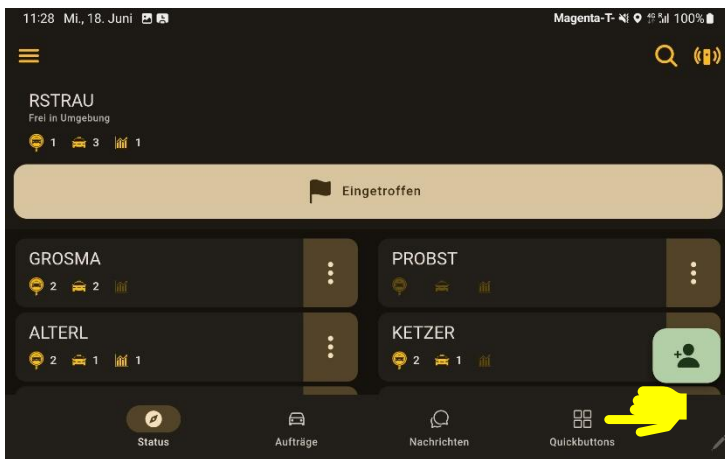 11:28 Mi., 18. Juni Magenta-T- 4G 100%
RSTRAU
Frei in Umgebung
1 3 1
Eingetroffen
GROSMA
2 2
PROBST
ALTERL
2 1 1
KETZER
2 1
Status Aufträge Nachrichten Quickbuttons